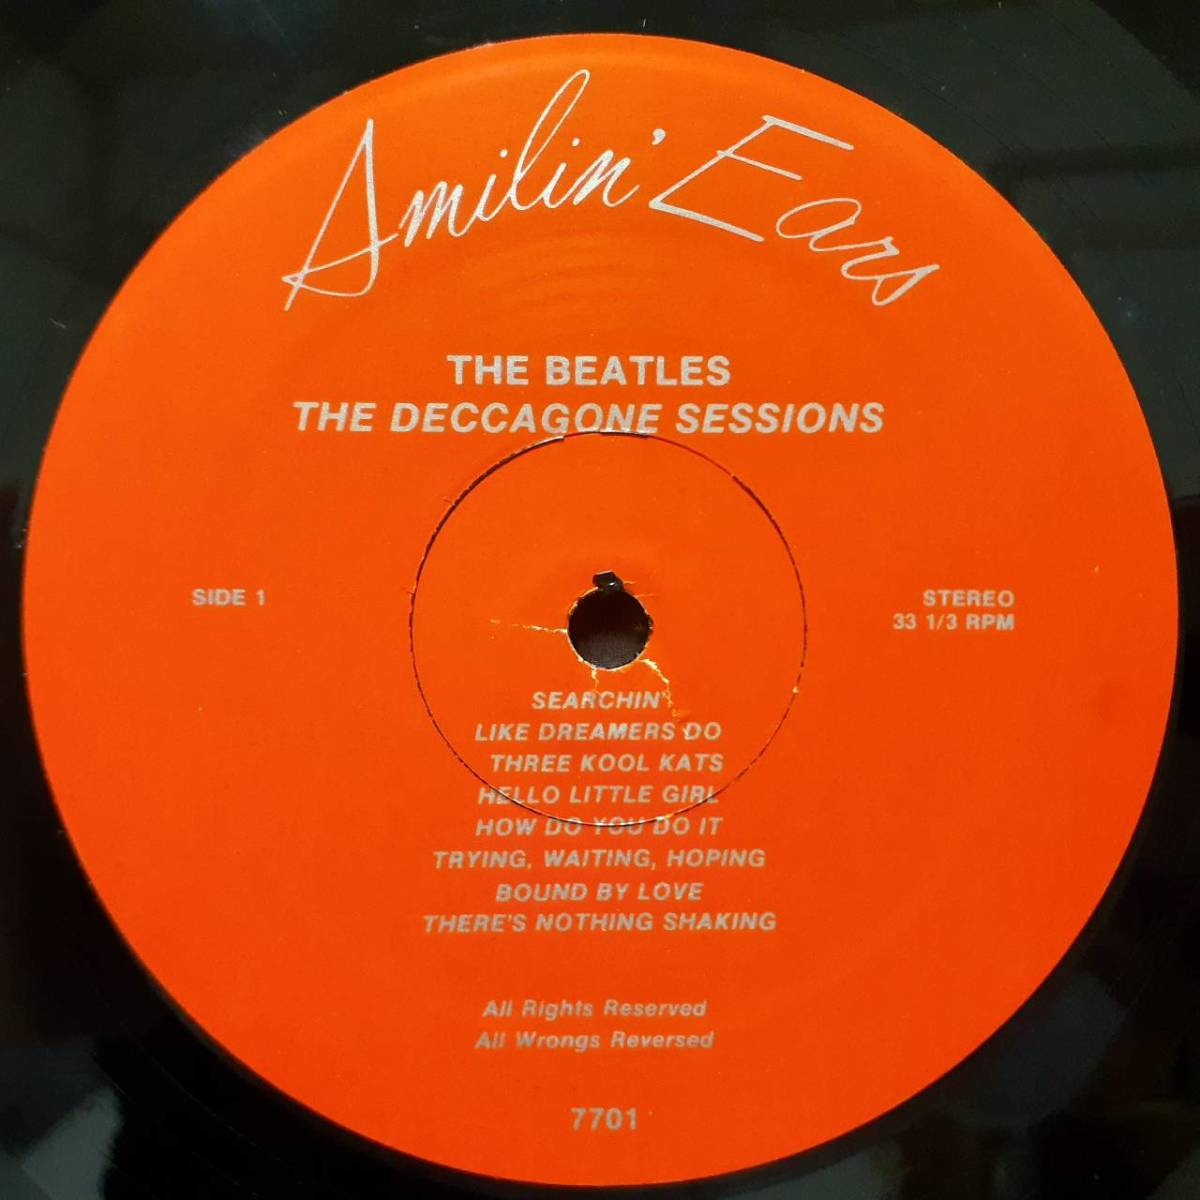 Smilin' Ears
THE BEATLES
THE DECCAGONE SESSIONS
SIDE 1
STEREO
33 1/3 RPM
SEARCHIN'
LIKE DREAMERS DO
THREE KOOL KATS
HELLO LITTLE GIRL
HOW DO YOU DO IT
TRYING, WAITING, HOPING
BOUND BY LOVE
THERE'S NOTHING SHAKING
All Rights Reserved
All Wrongs Reversed
7701